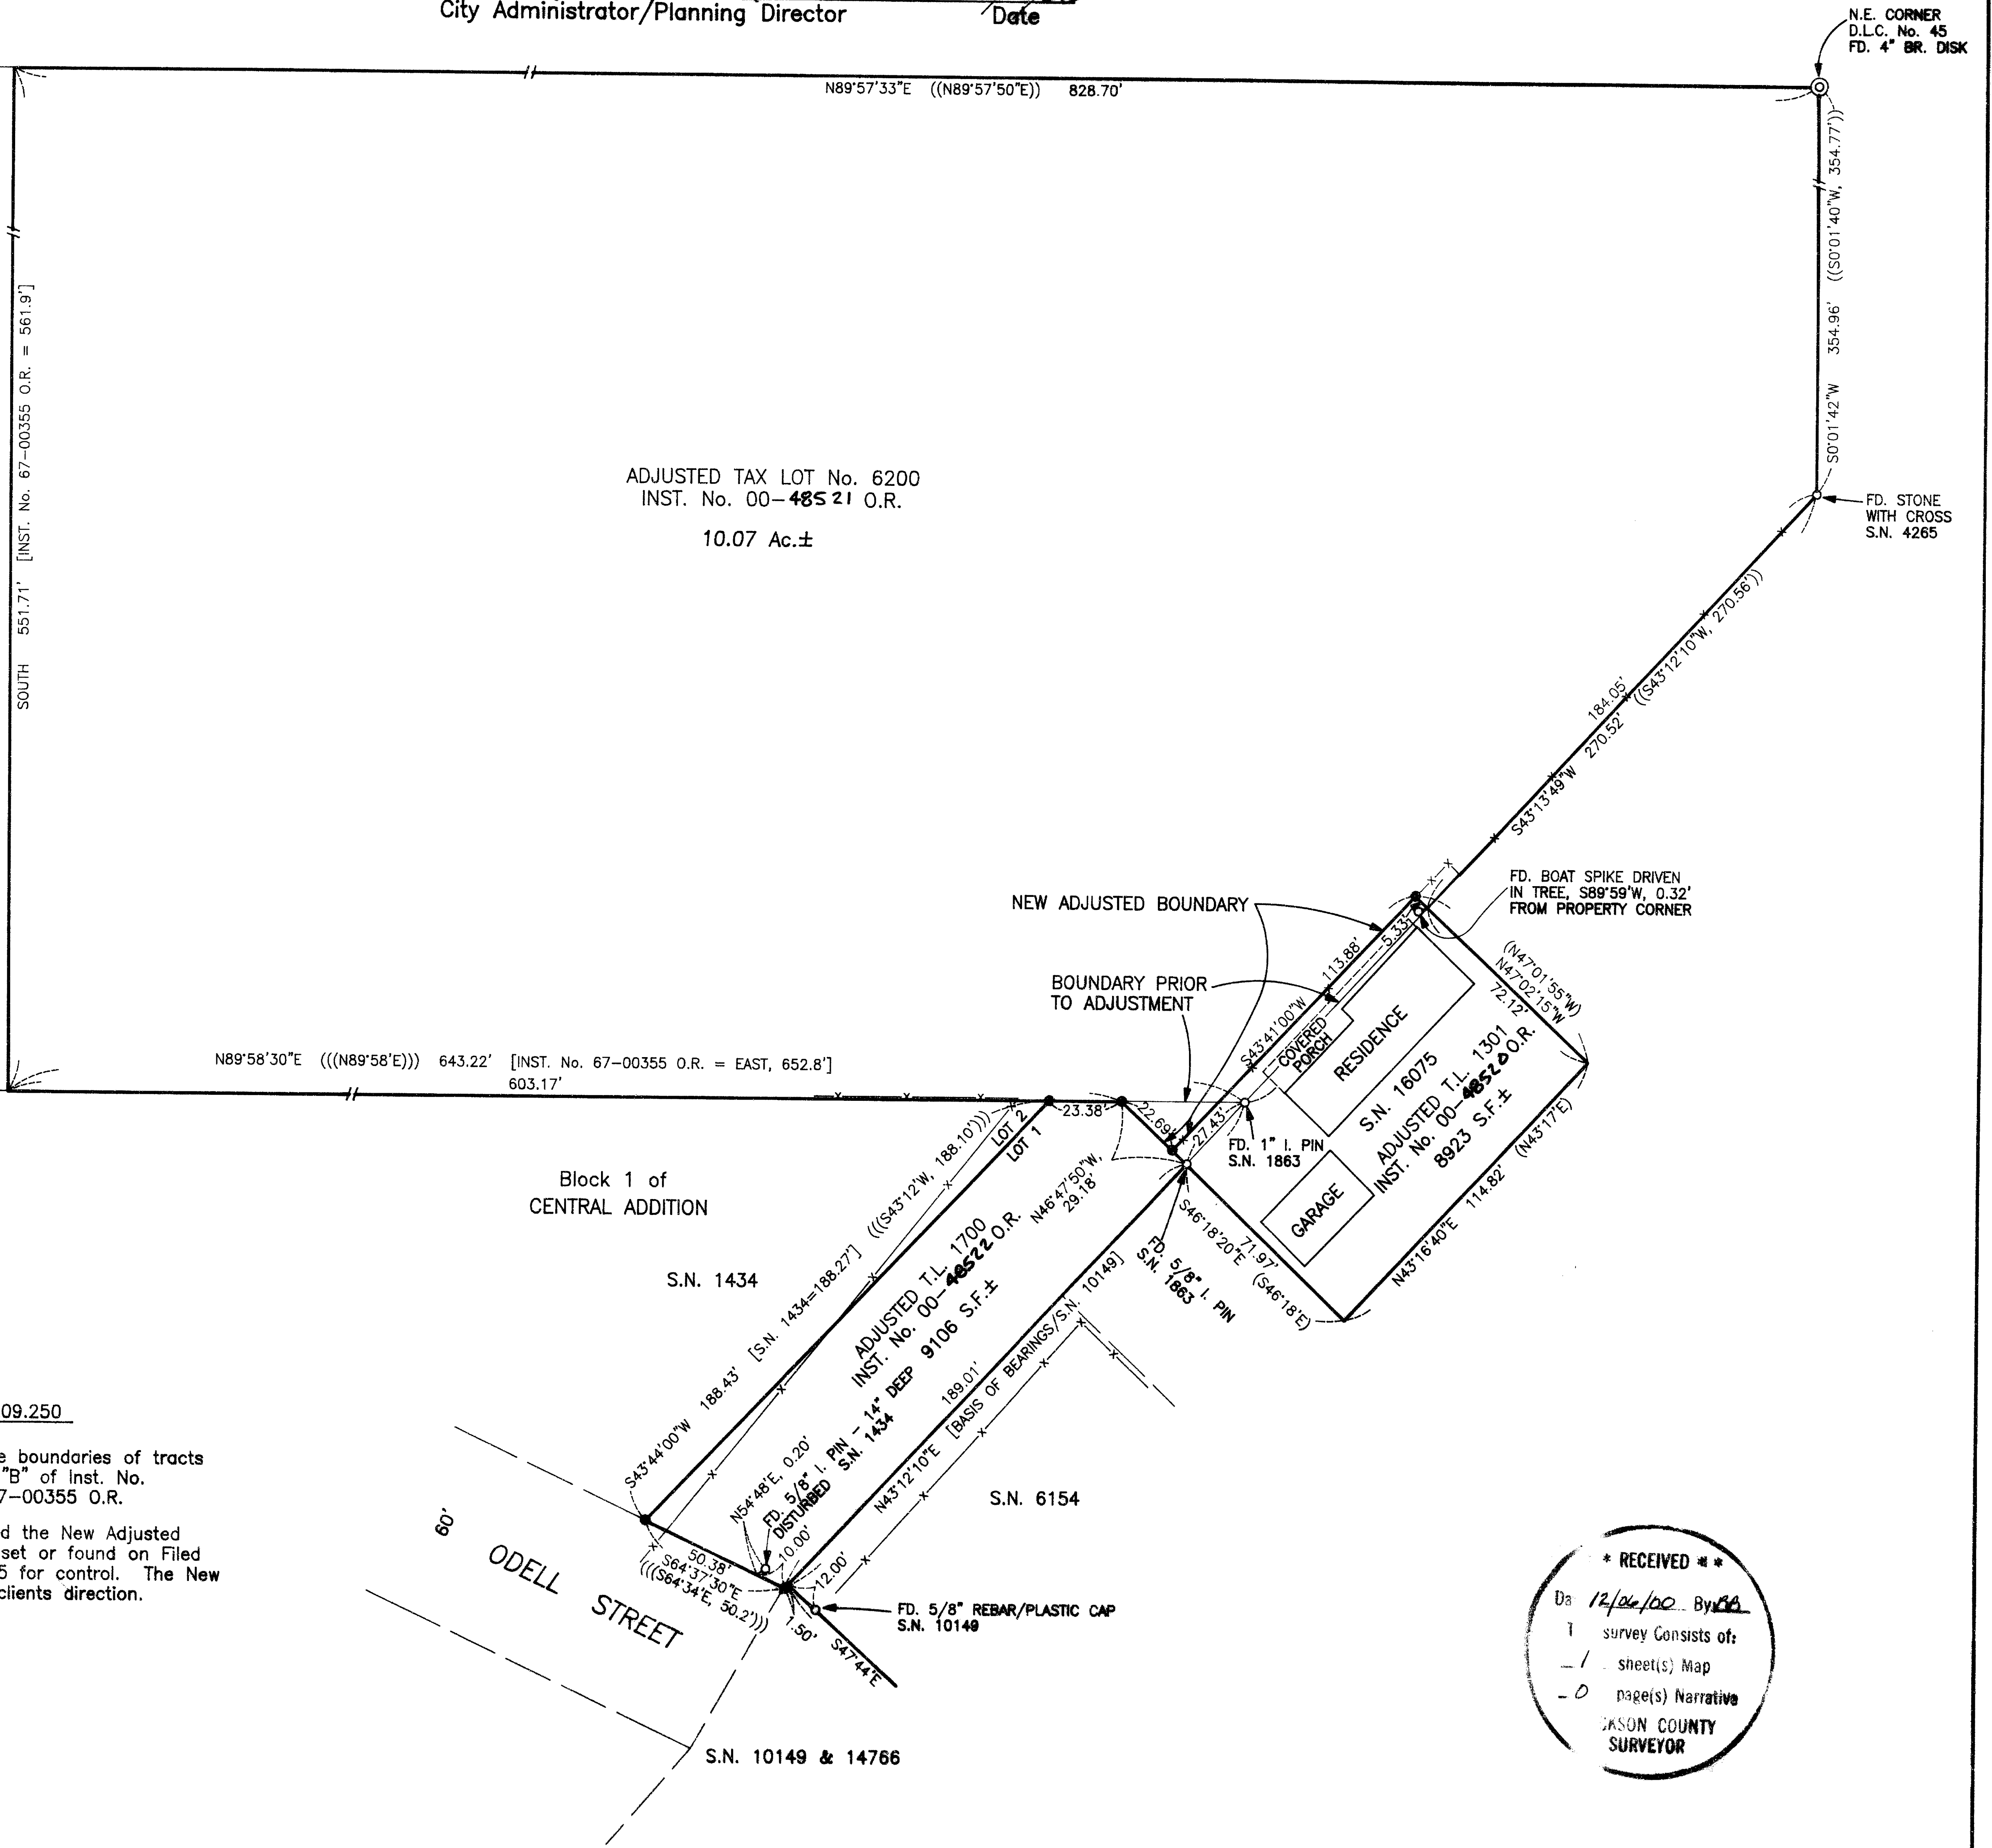 City Administrator/Planning Director
Date
N.E. CORNER
D.L.C. No. 45
FD. 4" BR. DISK
N89°57'33"E ((N89°57'50"E)) 828.70'
S0°01'42"W 354.96' ((S0°01'40"W, 354.77'))
SOUTH 551.71' [INST. No. 67-00355 O.R. = 561.9']
ADJUSTED TAX LOT No. 6200
INST. No. 00-48521 O.R.
10.07 Ac.±
FD. STONE
WITH CROSS
S.N. 4265
184.05'
S43°13'49"W 270.52' ((S43°12'10"W, 270.56'))
FD. BOAT SPIKE DRIVEN
IN TREE, S89°59'W, 0.32'
FROM PROPERTY CORNER
NEW ADJUSTED BOUNDARY
BOUNDARY PRIOR
TO ADJUSTMENT
5.33'
S43°41'00"W 113.88'
(N47°01'55"W)
N47°02'15"W
72.12'
COVERED
PORCH
RESIDENCE
S.N. 16075
ADJUSTED T.L. 1301
INST. No. 00-48520 O.R.
8923 S.F.±
GARAGE
N43°16'40"E 114.82' (N43°17'E)
N89°58'30"E (((N89°58'E))) 643.22' [INST. No. 67-00355 O.R. = EAST, 652.8']
603.17'
23.38'
22.69'
27.43'
FD. 1" I. PIN
S.N. 1863
LOT 2
LOT 1
N46°47'50"W,
29.18'
S46°18'20"E (S46°18'E)
71.97'
FD. 5/8" I. PIN
S.N. 1863
Block 1 of
CENTRAL ADDITION
S.N. 1434
S43°44'00"W 188.43' [S.N. 1434=188.27'] (((S43°12'W, 188.10')))
ADJUSTED T.L. 1700
INST. No. 00-48522 O.R.
9106 S.F.±
189.01'
N43°12'10"E [BASIS OF BEARINGS/S.N. 10149]
N54°48'E, 0.20'
FD. 5/8" I. PIN - 14" DEEP
DISTURBED S.N. 1434
10.00'
12.00'
50.38'
S64°37'30"E
(((S64°34'E, 50.2')))
1.50'
S47°44'E
FD. 5/8" REBAR/PLASTIC CAP
S.N. 10149
S.N. 6154
60'
ODELL STREET
S.N. 10149 & 14766
09.250
e boundaries of tracts
"B" of Inst. No.
7-00355 O.R.
d the New Adjusted
set or found on Filed
5 for control. The New
clients direction.
* RECEIVED * *
Da 12/06/00 By BB
1 survey Consists of:
1 sheet(s) Map
0 page(s) Narrative
KSON COUNTY
SURVEYOR